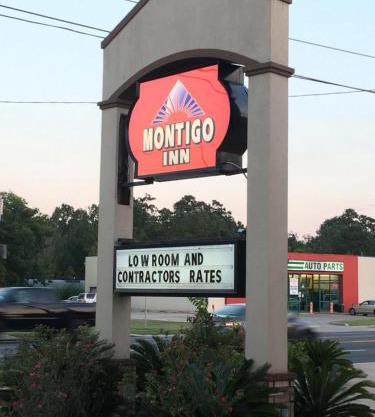 MONTIGO
INN
LOW ROOM AND
CONTRACTORS RATES
AUTO PARTS